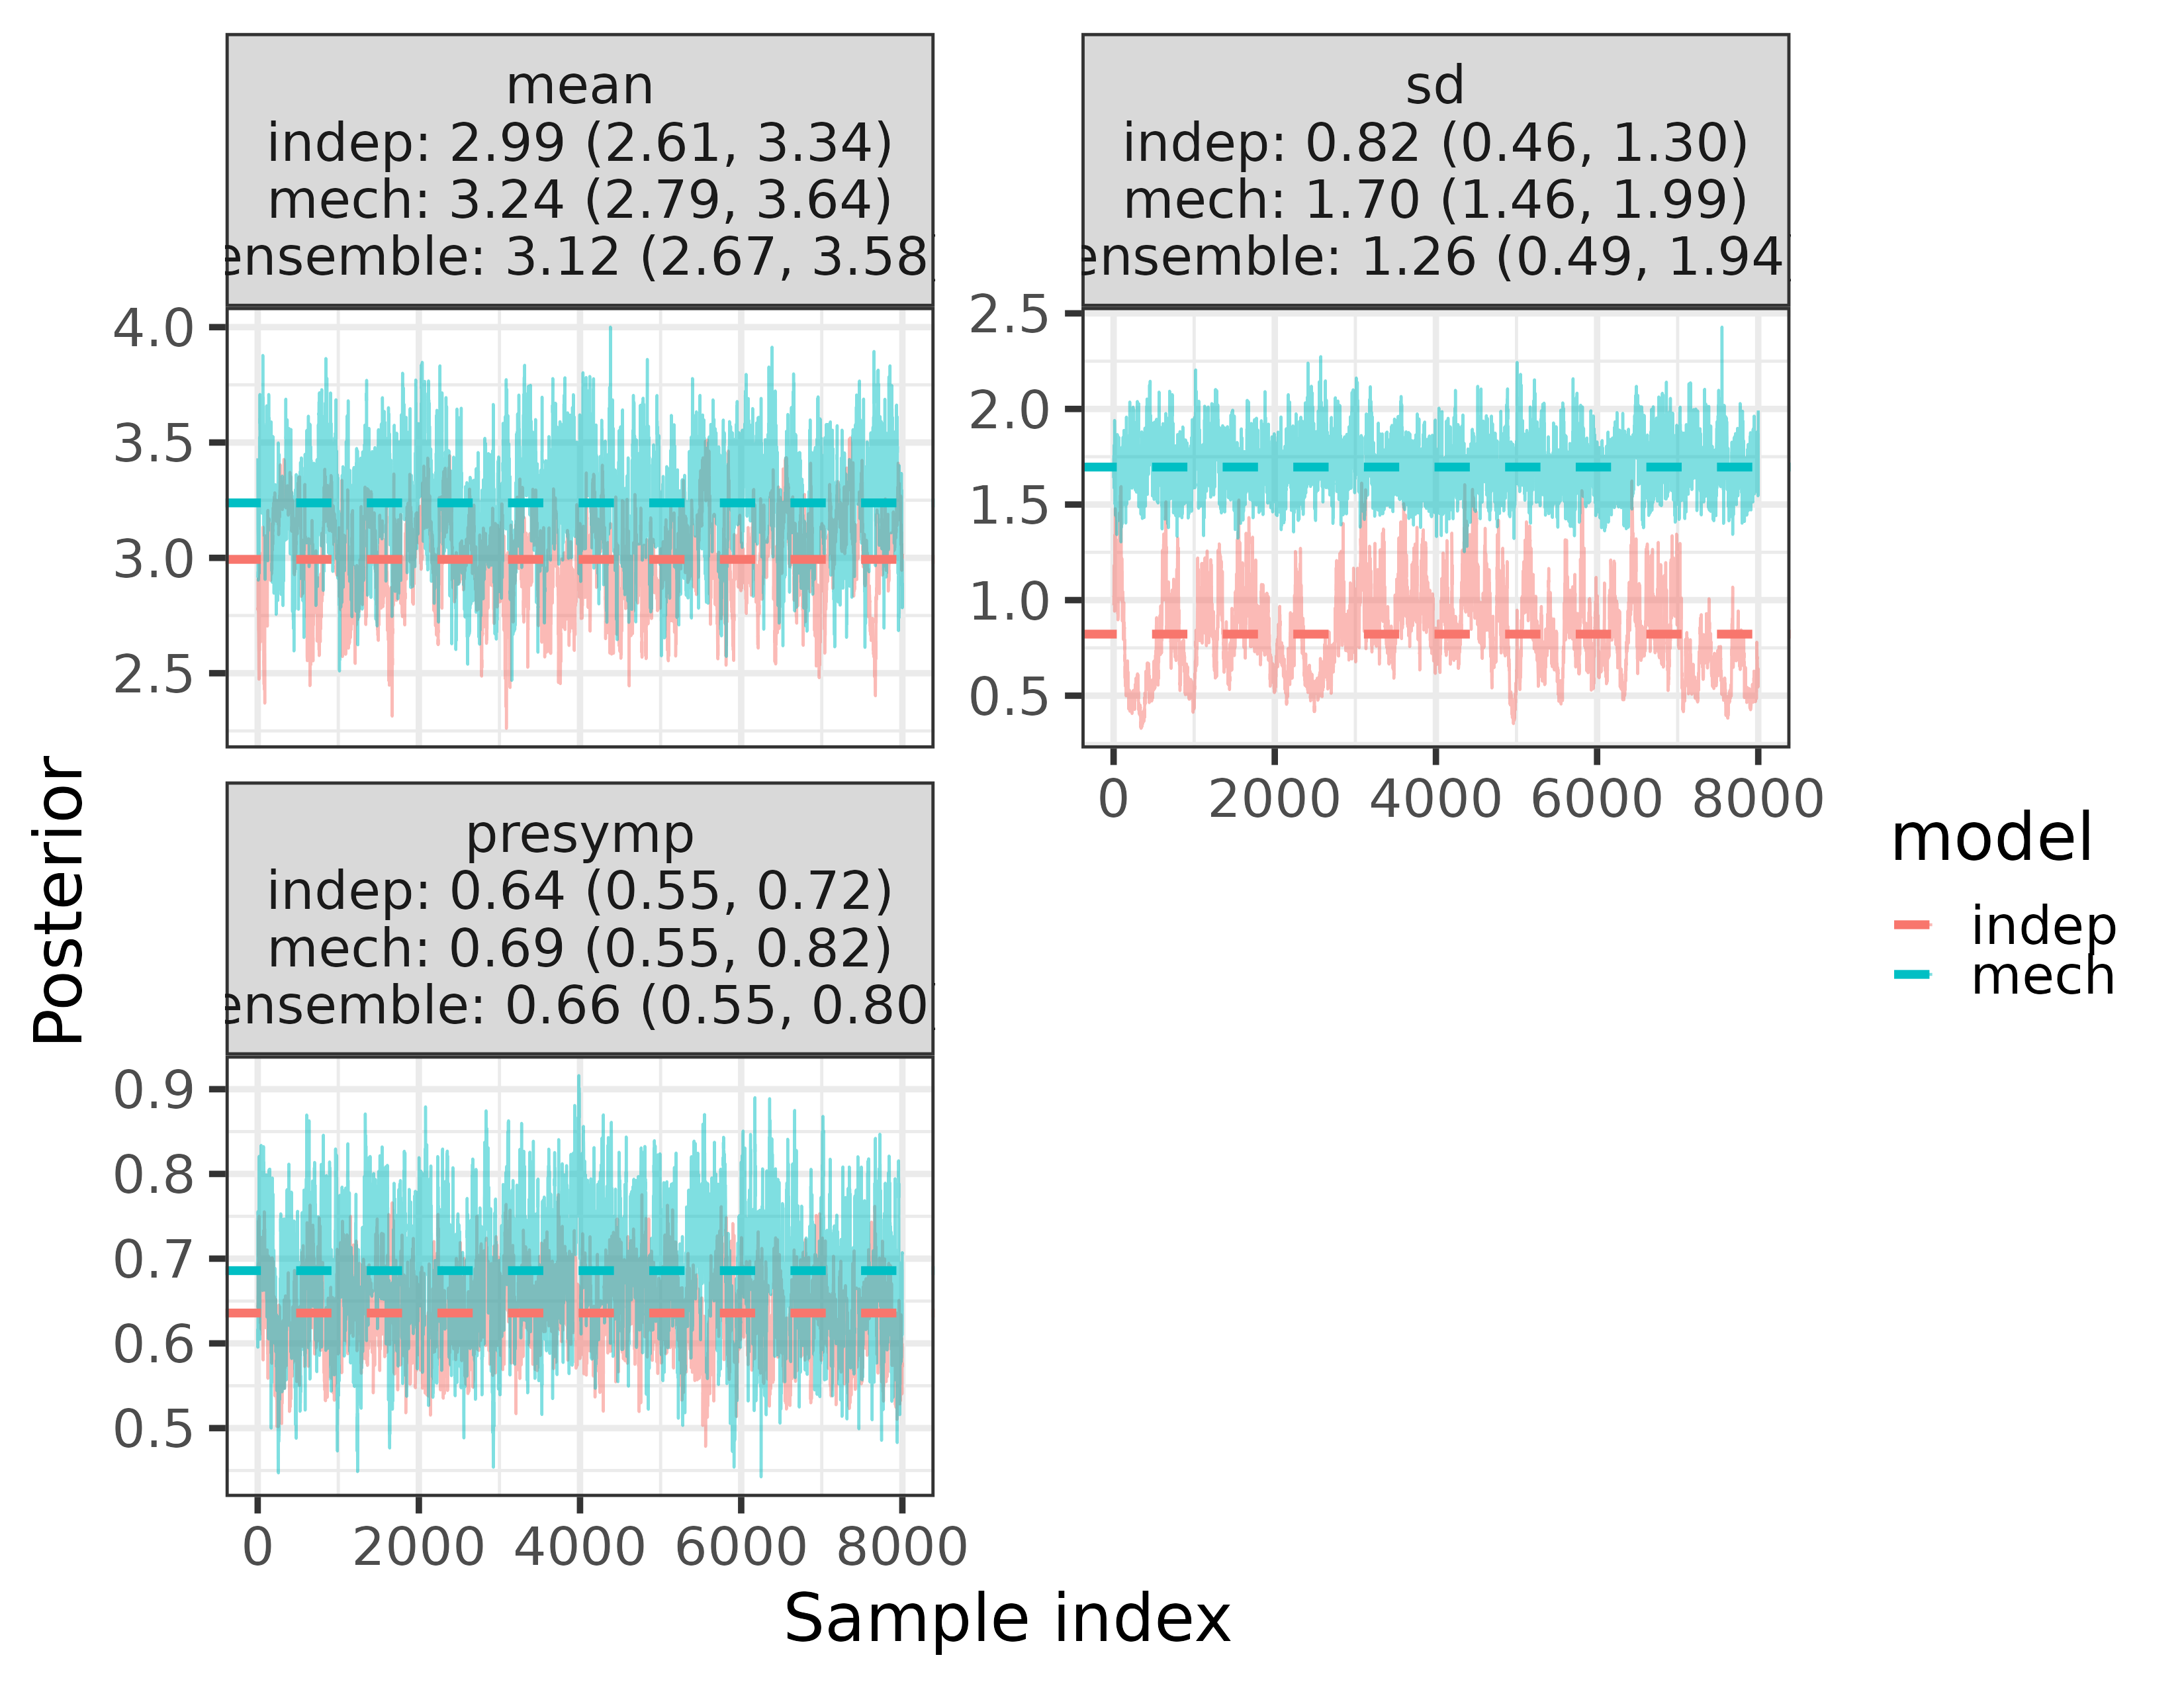 mean
indep: 2.99 (2.61, 3.34)
mech: 3.24 (2.79, 3.64)
ensemble: 3.12 (2.67, 3.58
4.0
3.5
3.0
2.5
sd
indep: 0.82 (0.46, 1.30)
mech: 1.70 (1.46, 1.99)
ensemble: 1.26 (0.49, 1.94
2.5
2.0
1.5
1.0
0.5
0 2000 4000 6000 8000
presymp
indep: 0.64 (0.55, 0.72)
mech: 0.69 (0.55, 0.82)
ensemble: 0.66 (0.55, 0.80
0.9
0.8
0.7
0.6
0.5
0 2000 4000 6000 8000
Posterior
Sample index
model
indep
mech